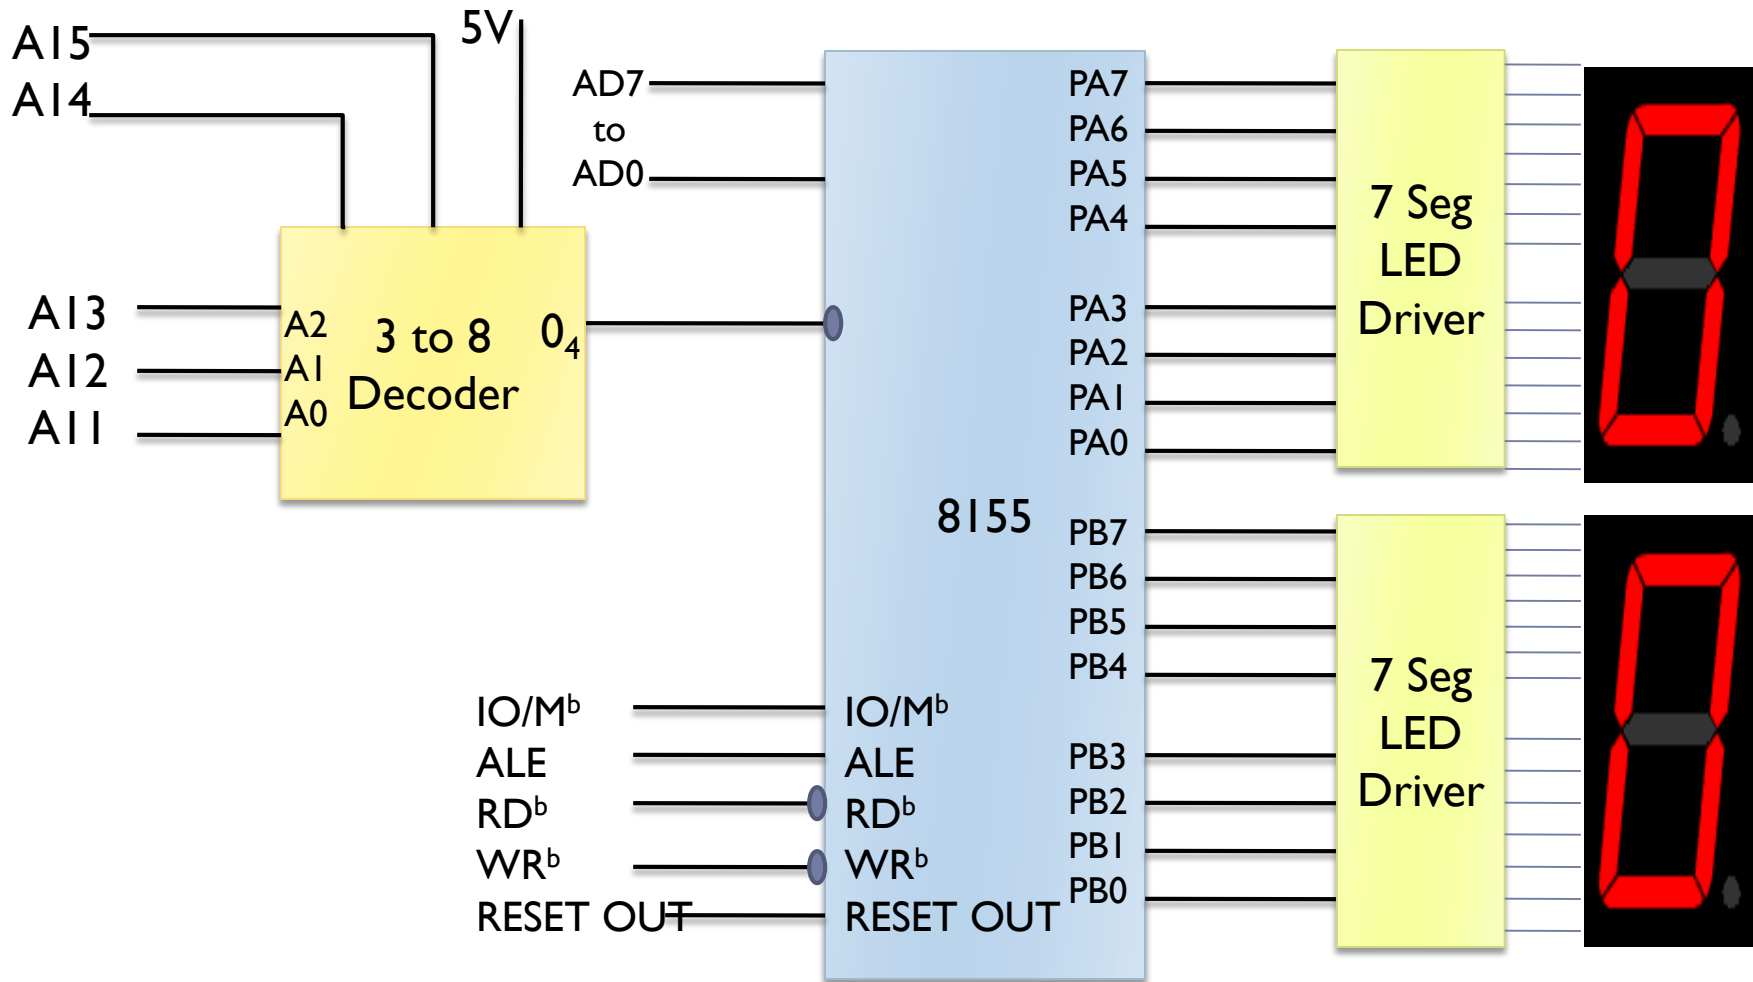 A15
A14
5V
A13
A12
A11
A2
A1
A0
3 to 8
Decoder
0₄
AD7
to
AD0
8155
IO/Mᵇ
ALE
RDᵇ
WRᵇ
RESET OUT
IO/Mᵇ
ALE
RDᵇ
WRᵇ
RESET OUT
PA7
PA6
PA5
PA4
PA3
PA2
PA1
PA0
PB7
PB6
PB5
PB4
PB3
PB2
PB1
PB0
7 Seg
LED
Driver
7 Seg
LED
Driver
0
0